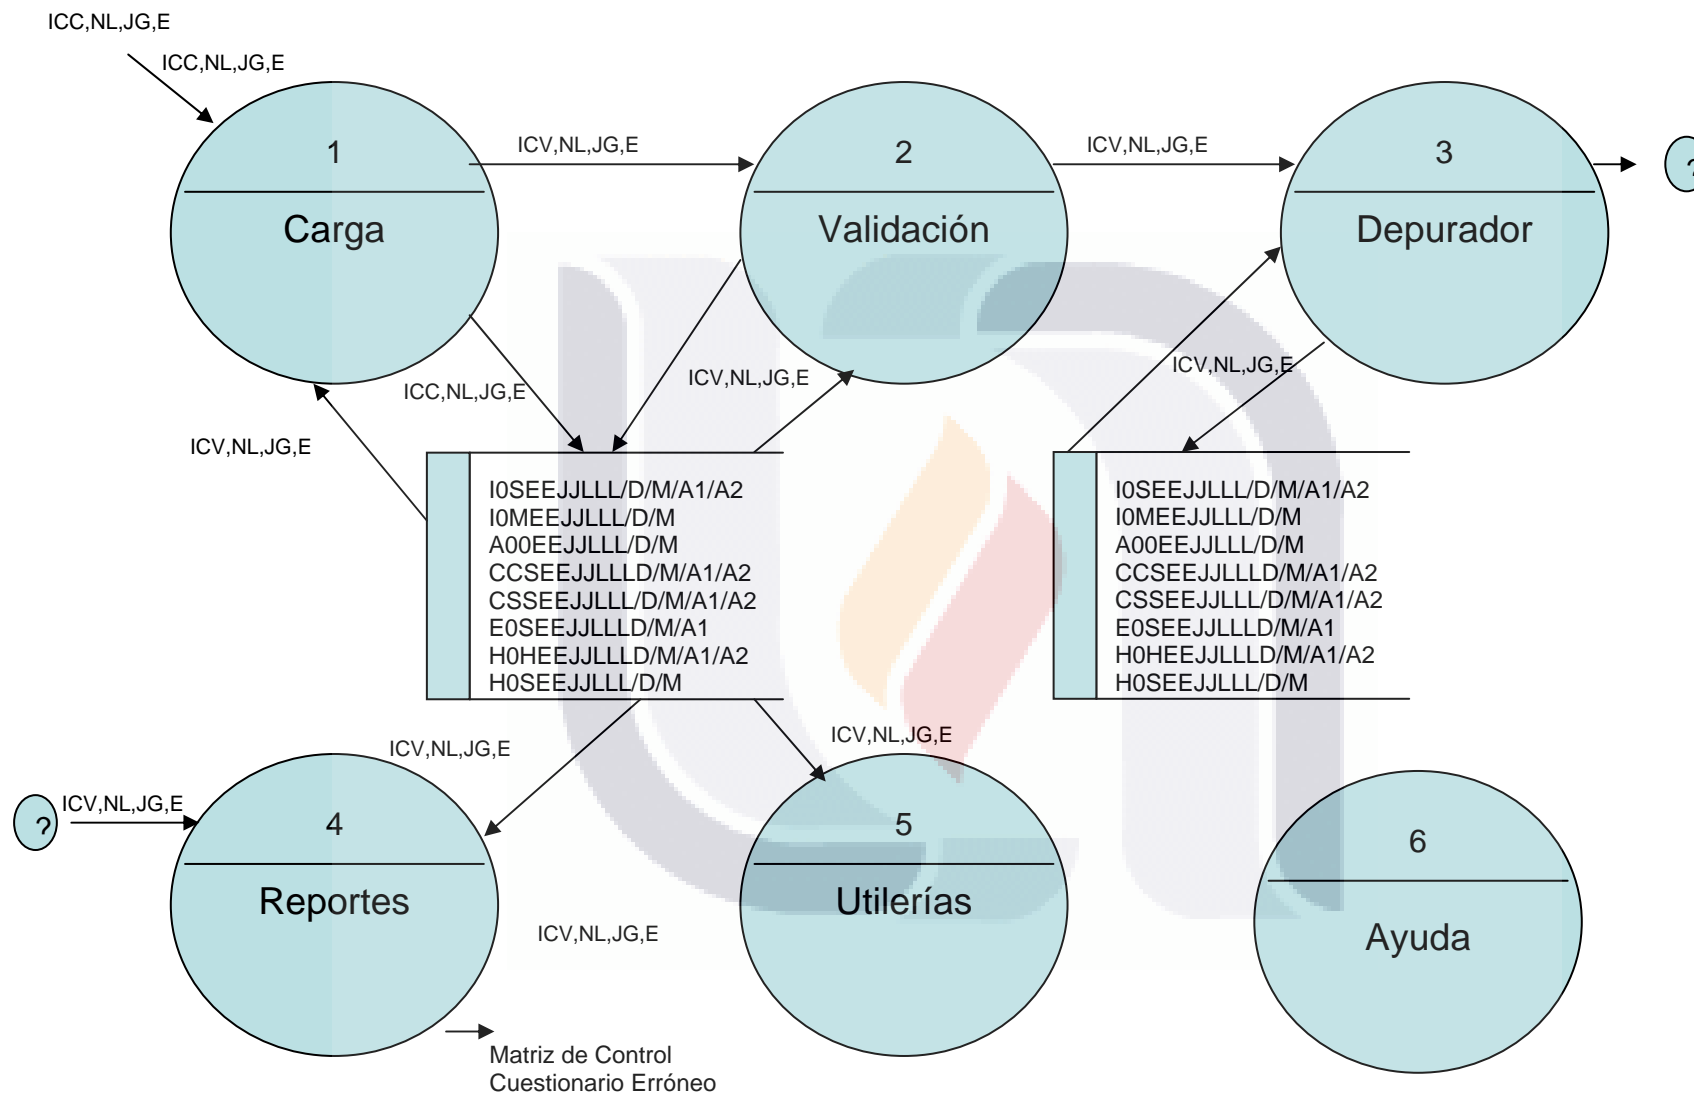 ICC,NL,JG,E
ICC,NL,JG,E
1
Carga
ICV,NL,JG,E
2
Validación
ICV,NL,JG,E
3
Depurador
?
ICC,NL,JG,E
ICV,NL,JG,E
ICV,NL,JG,E
ICV,NL,JG,E
I0SEEJJLLL/D/M/A1/A2
I0MEEJJLLL/D/M
A00EEJJLLL/D/M
CCSEEJJLLLD/M/A1/A2
CSSEEJJLLL/D/M/A1/A2
E0SEEJJLLLD/M/A1
H0HEEJJLLLD/M/A1/A2
H0SEEJJLLL/D/M
I0SEEJJLLL/D/M/A1/A2
I0MEEJJLLL/D/M
A00EEJJLLL/D/M
CCSEEJJLLLD/M/A1/A2
CSSEEJJLLL/D/M/A1/A2
E0SEEJJLLLD/M/A1
H0HEEJJLLLD/M/A1/A2
H0SEEJJLLL/D/M
ICV,NL,JG,E
ICV,NL,JG,E
?
ICV,NL,JG,E
4
Reportes
ICV,NL,JG,E
5
Utilerías
6
Ayuda
Matriz de Control
Cuestionario Erróneo